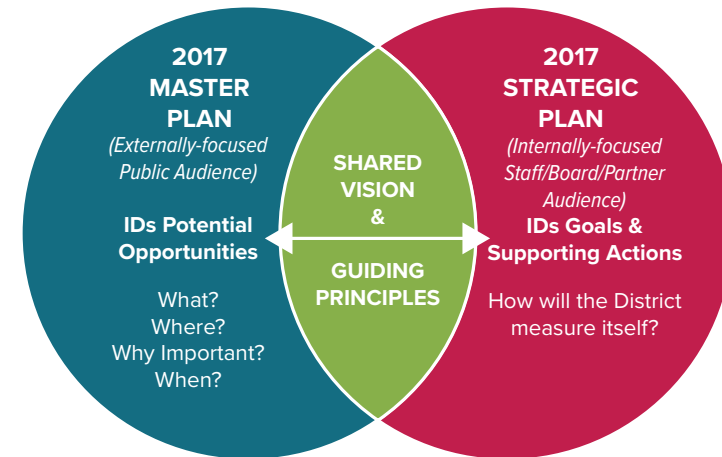 2017
MASTER
PLAN
(Externally-focused
Public Audience)
IDs Potential
Opportunities
What?
Where?
Why Important?
When?
SHARED
VISION
&
GUIDING
PRINCIPLES
2017
STRATEGIC
PLAN
(Internally-focused
Staff/Board/Partner
Audience)
IDs Goals &
Supporting Actions
How will the District
measure itself?